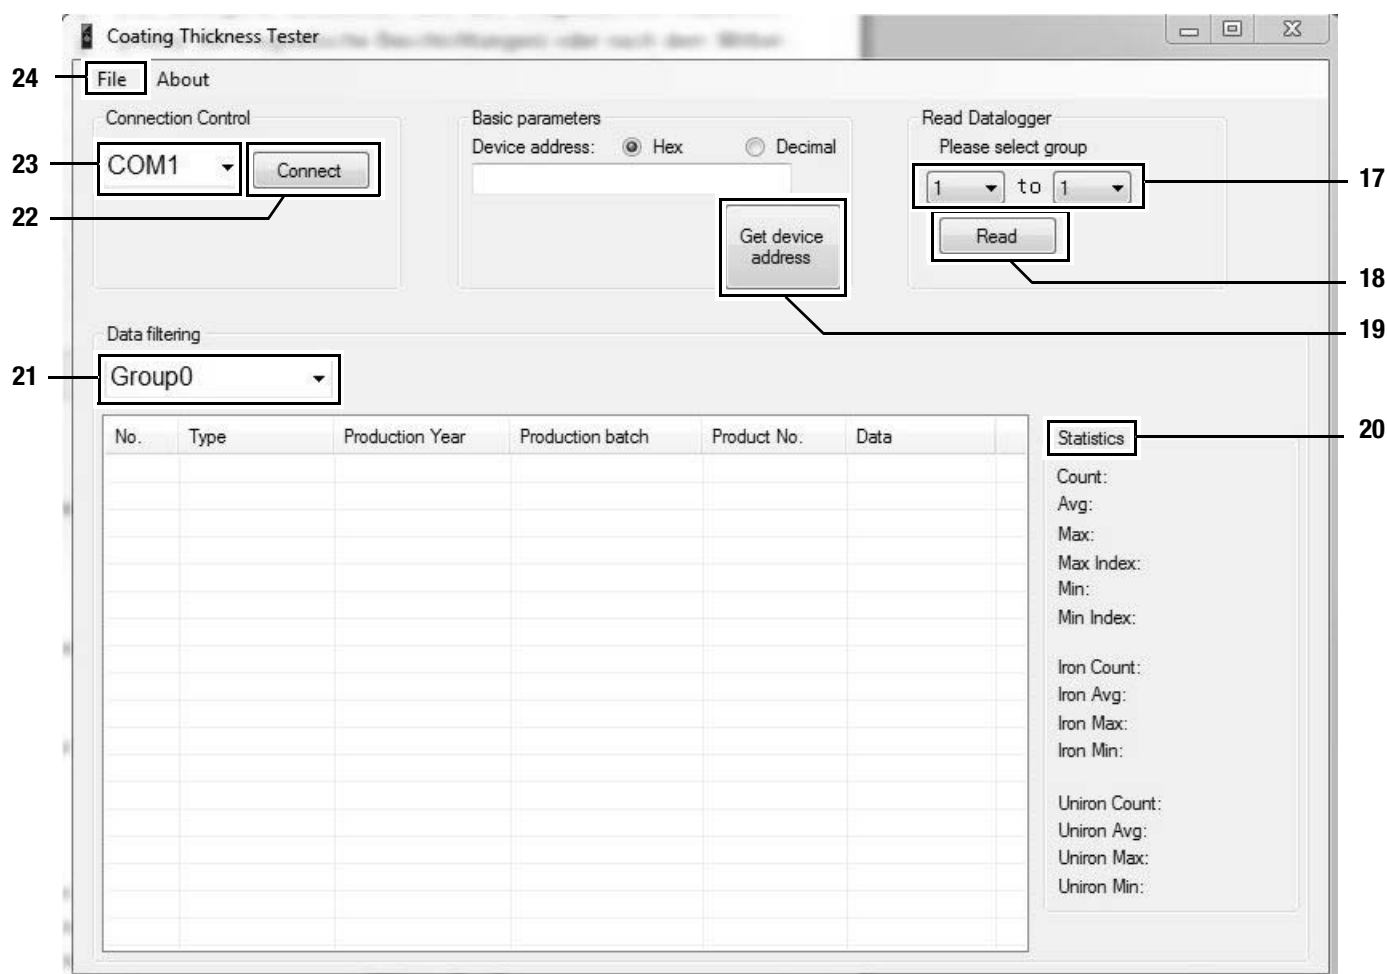 Coating Thickness Tester
24
File About
Connection Control
23
COM1
Connect
22
Basic parameters
Device address: Hex Decimal
Get device
address
Read Datalogger
Please select group
1 to 1
17
Read
18
19
Data filtering
21
Group0
No. Type Production Year Production batch Product No. Data
20
Statistics
Count:
Avg:
Max:
Max Index:
Min:
Min Index:
Iron Count:
Iron Avg:
Iron Max:
Iron Min:
Uniron Count:
Uniron Avg:
Uniron Max:
Uniron Min: